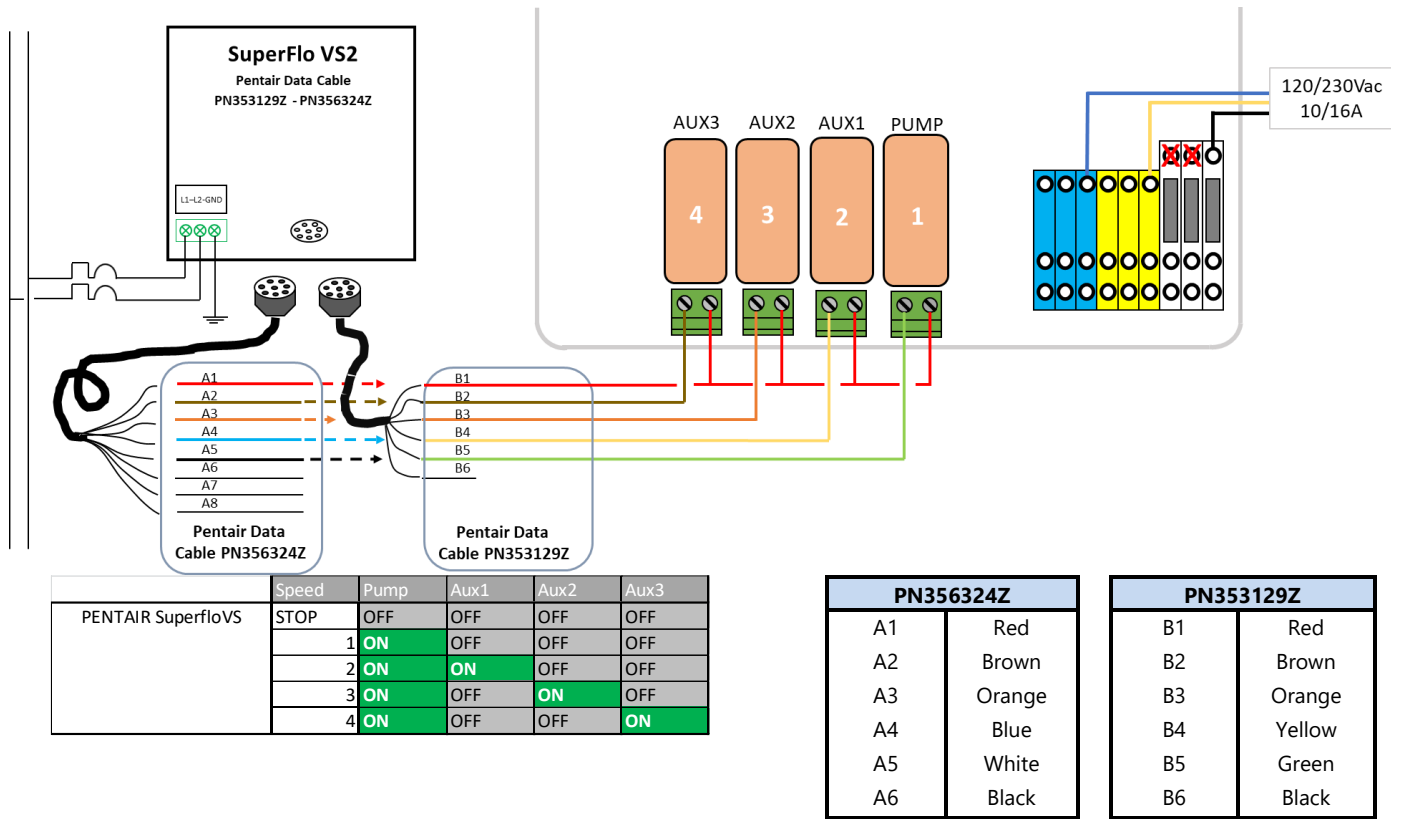 SuperFlo VS2
Pentair Data Cable
PN353129Z - PN356324Z
L1–L2-GND
AUX3 AUX2 AUX1 PUMP
4 3 2 1
120/230Vac
10/16A
A1
A2
A3
A4
A5
A6
A7
A8
Pentair Data
Cable PN356324Z
B1
B2
B3
B4
B5
B6
Pentair Data
Cable PN353129Z
Speed Pump Aux1 Aux2 Aux3
PENTAIR SuperfloVS STOP OFF OFF OFF OFF
1 ON OFF OFF OFF
2 ON ON OFF OFF
3 ON OFF ON OFF
4 ON OFF OFF ON
PN356324Z
A1 Red
A2 Brown
A3 Orange
A4 Blue
A5 White
A6 Black
PN353129Z
B1 Red
B2 Brown
B3 Orange
B4 Yellow
B5 Green
B6 Black